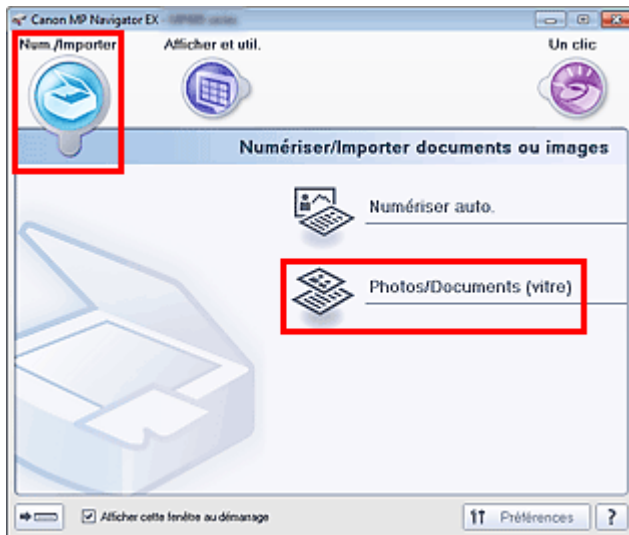 Canon MP Navigator EX
Num./Importer
Afficher et util.
Un clic
Numériser/Importer documents ou images
Numériser auto.
Photos/Documents (vitre)
Afficher cette fenêtre au démarrage
Préférences
?